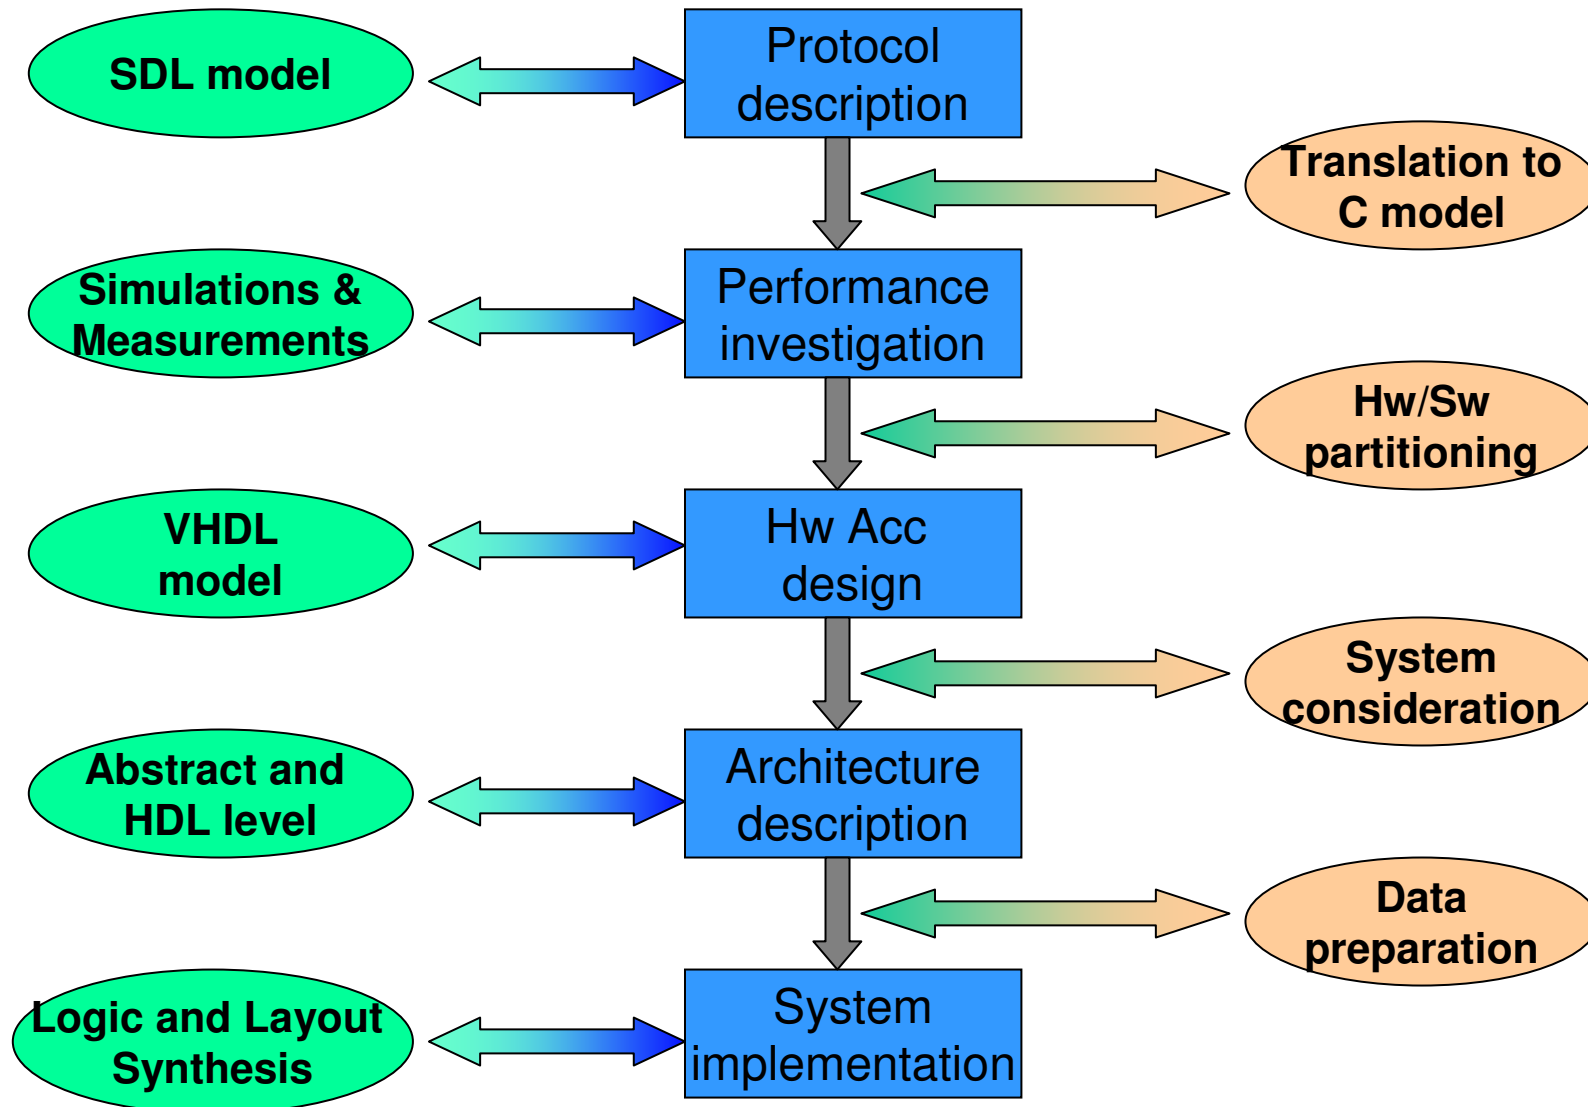 SDL model
Protocol
description
Translation to
C model
Simulations &
Measurements
Performance
investigation
Hw/Sw
partitioning
VHDL
model
Hw Acc
design
System
consideration
Abstract and
HDL level
Architecture
description
Data
preparation
Logic and Layout
Synthesis
System
implementation